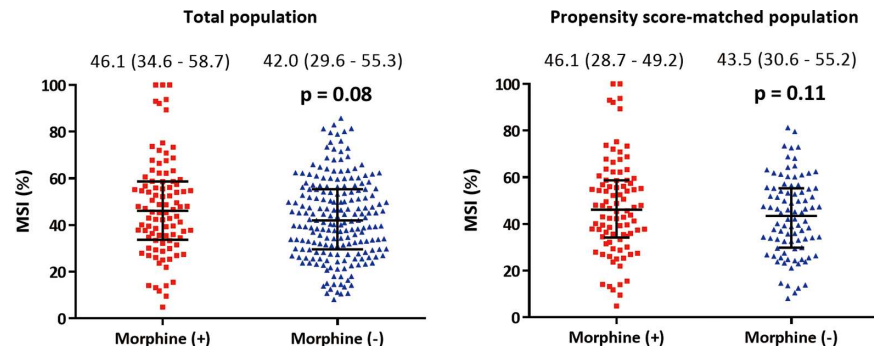 Total population
46.1 (34.6 - 58.7) 42.0 (29.6 - 55.3)
p = 0.08
MSI (%)
100
80
60
40
20
0
Morphine (+) Morphine (-)
Propensity score-matched population
46.1 (28.7 - 49.2) 43.5 (30.6 - 55.2)
p = 0.11
MSI (%)
100
80
60
40
20
0
Morphine (+) Morphine (-)